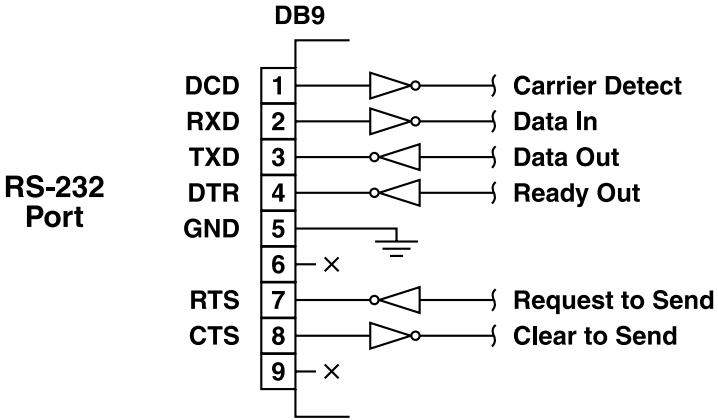 DB9
RS-232
Port
DCD 1 Carrier Detect
RXD 2 Data In
TXD 3 Data Out
DTR 4 Ready Out
GND 5
6
RTS 7 Request to Send
CTS 8 Clear to Send
9